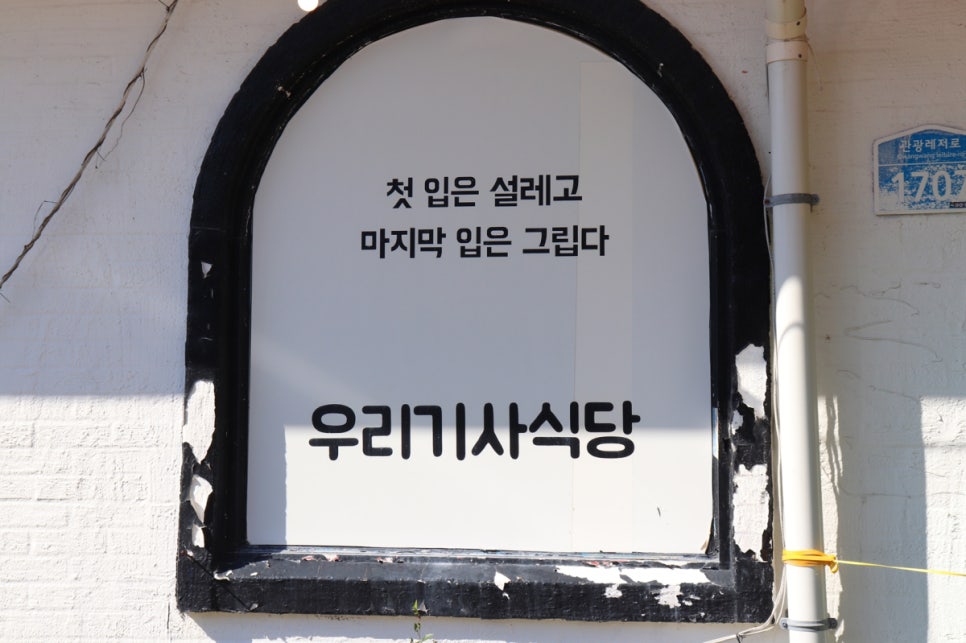 첫 입은 설레고
마지막 입은 그립다
우리기사식당
관광레저로
1707